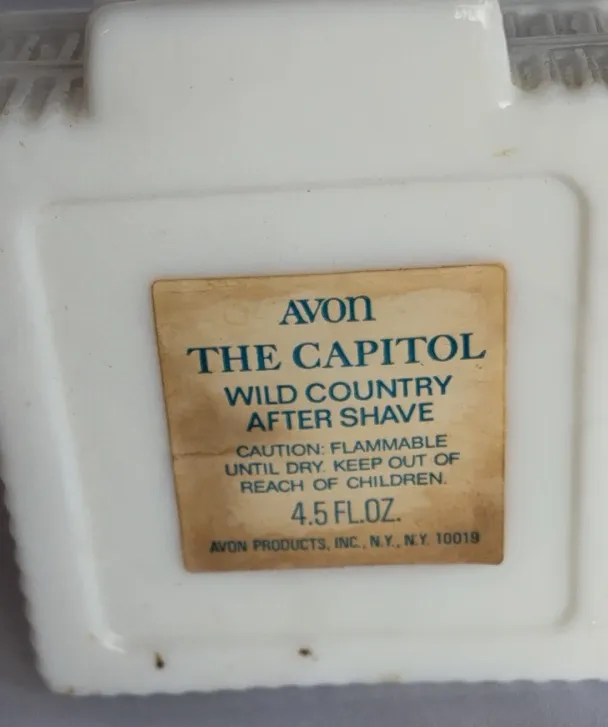 AVON
THE CAPITOL
WILD COUNTRY
AFTER SHAVE
CAUTION: FLAMMABLE
UNTIL DRY. KEEP OUT OF
REACH OF CHILDREN.
4.5 FL.OZ.
AVON PRODUCTS, INC., N.Y., N.Y. 10019